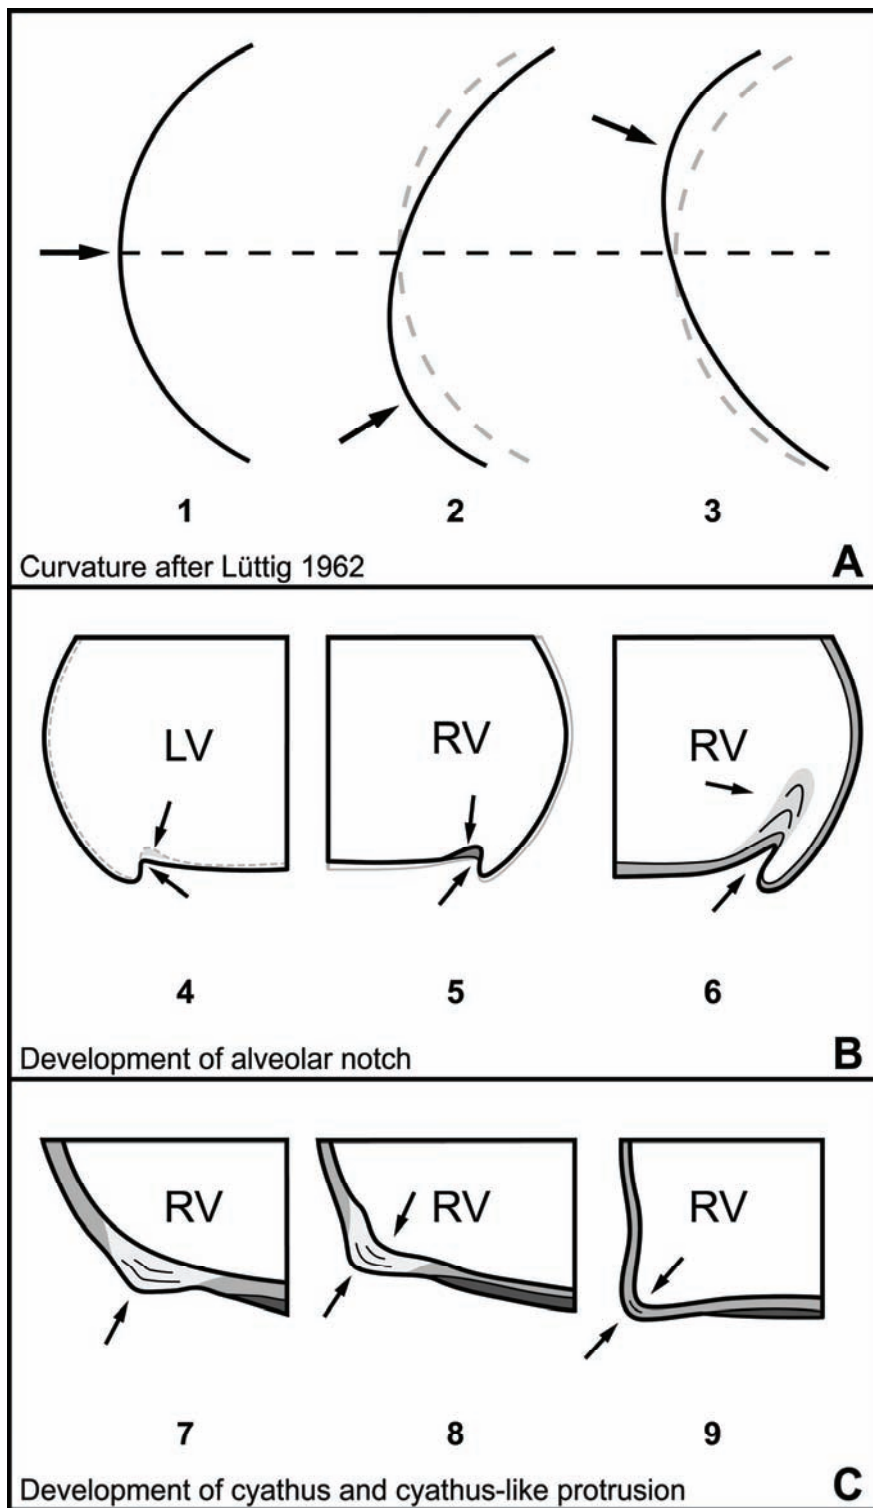 1 2 3
Curvature after Lüttig 1962 A
LV RV RV
4 5 6
Development of alveolar notch B
RV RV RV
7 8 9
Development of cyathus and cyathus-like protrusion C